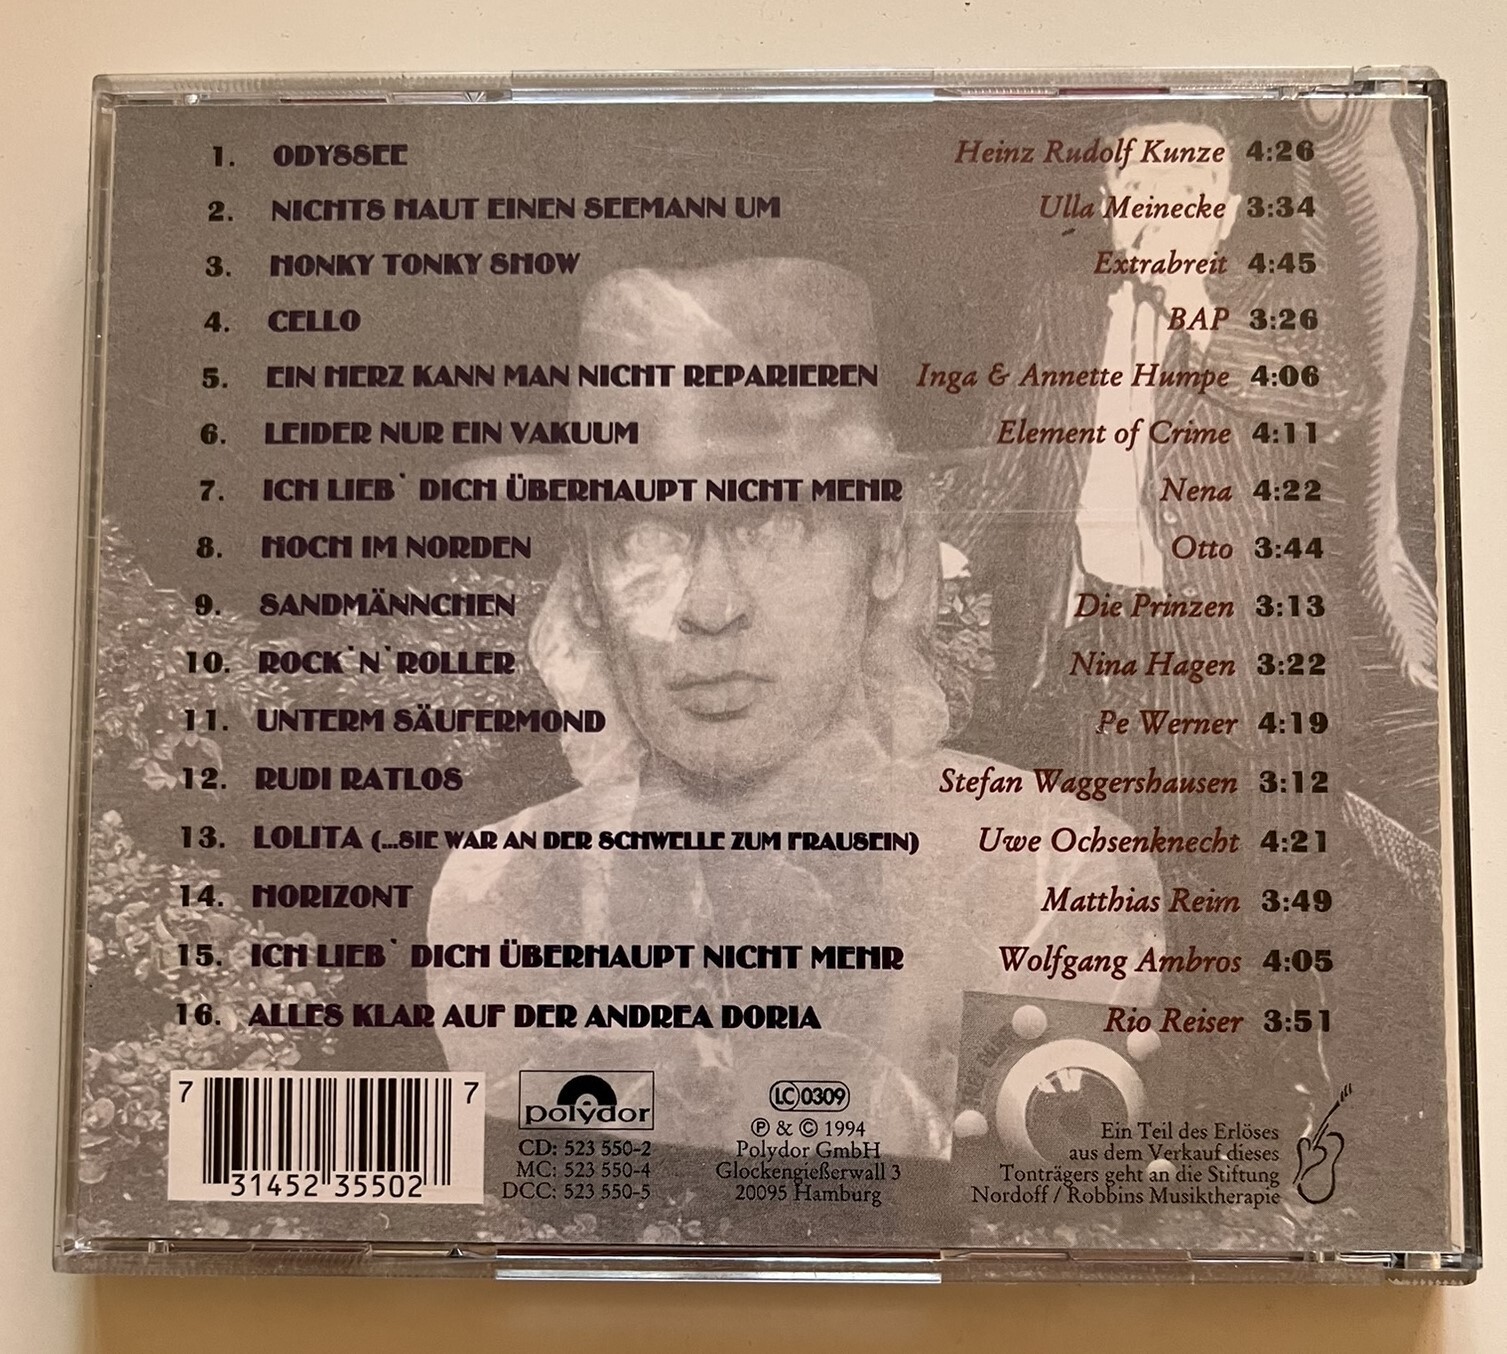 1. ODYSSEE Heinz Rudolf Kunze 4:26
2. NICHTS HAUT EINEN SEEMANN UM Ulla Meinecke 3:34
3. HONKY TONKY SHOW Extrabreit 4:45
4. CELLO BAP 3:26
5. EIN HERZ KANN MAN NICHT REPARIEREN Inga & Annette Humpe 4:06
6. LEIDER NUR EIN VAKUUM Element of Crime 4:11
7. ICH LIEB` DICH ÜBERHAUPT NICHT MEHR Nena 4:22
8. HOCH IM NORDEN Otto 3:44
9. SANDMÄNNCHEN Die Prinzen 3:13
10. ROCK`N`ROLLER Nina Hagen 3:22
11. UNTERM SÄUFERMOND Pe Werner 4:19
12. RUDI RATLOS Stefan Waggershausen 3:12
13. LOLITA (...SIE WAR AN DER SCHWELLE ZUM FRAUSEIN) Uwe Ochsenknecht 4:21
14. HORIZONT Matthias Reim 3:49
15. ICH LIEB` DICH ÜBERHAUPT NICHT MEHR Wolfgang Ambros 4:05
16. ALLES KLAR AUF DER ANDREA DORIA Rio Reiser 3:51
7 31452 35502 7
polydor
CD: 523 550-2
MC: 523 550-4
DCC: 523 550-5
LC 0309
℗ & © 1994
Polydor GmbH
Glockengießerwall 3
20095 Hamburg
Ein Teil des Erlöses
aus dem Verkauf dieses
Tonträgers geht an die Stiftung
Nordoff / Robbins Musiktherapie